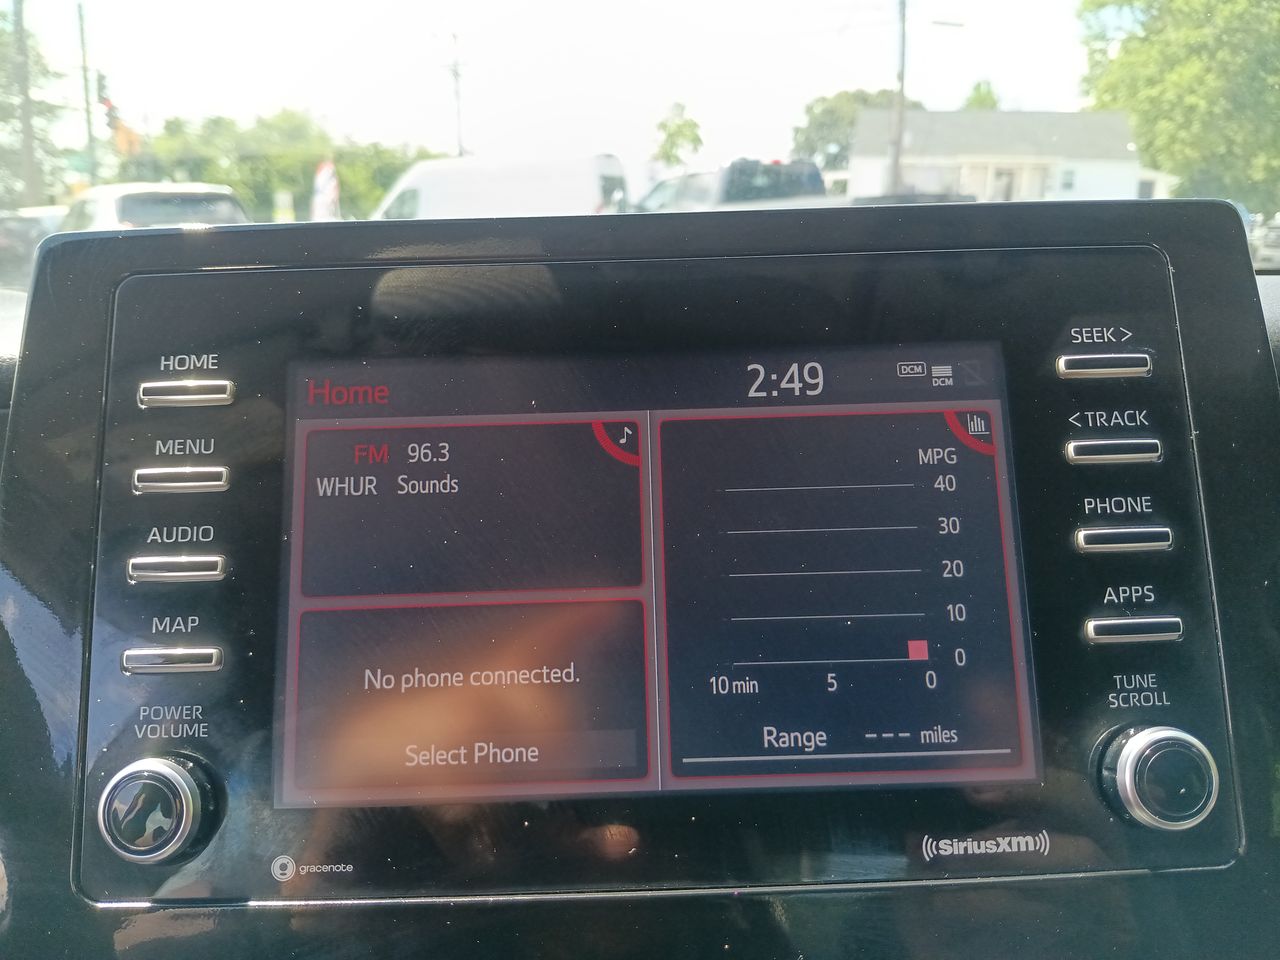 HOME
MENU
AUDIO
MAP
POWER
VOLUME
Home
2:49
DCM
DCM
FM 96.3
WHUR Sounds
No phone connected.
Select Phone
MPG
40
30
20
10
0
10 min 5 0
Range --- miles
SEEK >
< TRACK
PHONE
APPS
TUNE
SCROLL
gracenote
((SiriusXM))